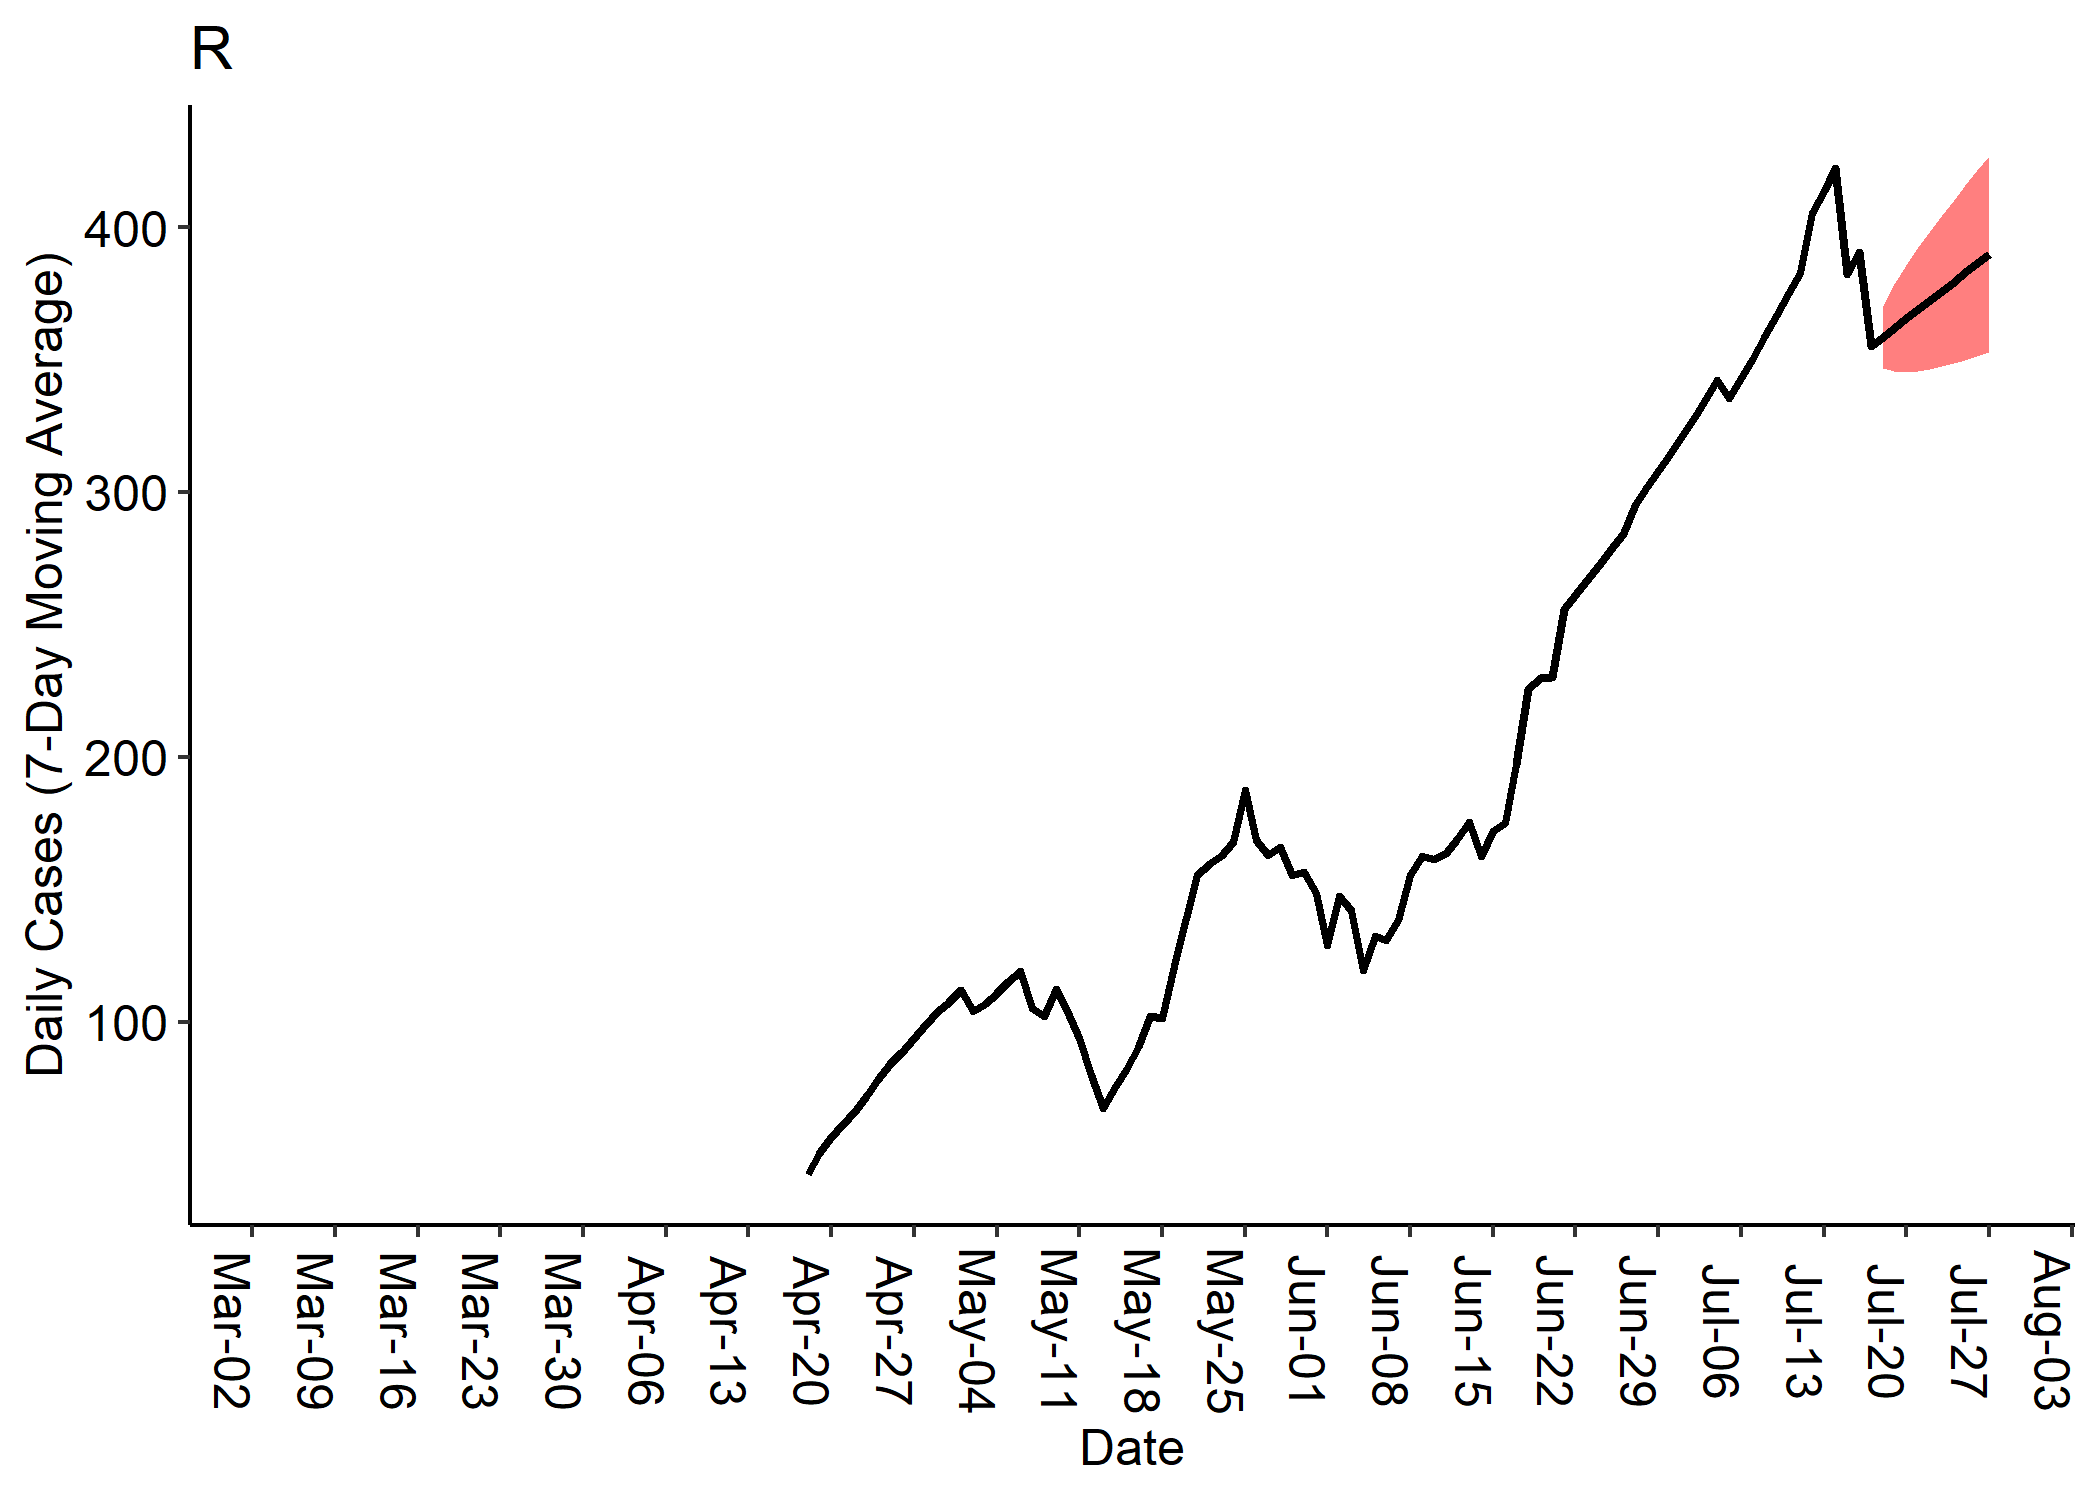 R
Daily Cases (7-Day Moving Average)
400
300
200
100
Mar-02
Mar-09
Mar-16
Mar-23
Mar-30
Apr-06
Apr-13
Apr-20
Apr-27
May-04
May-11
May-18
May-25
Jun-01
Jun-08
Jun-15
Jun-22
Jun-29
Jul-06
Jul-13
Jul-20
Jul-27
Aug-03
Date